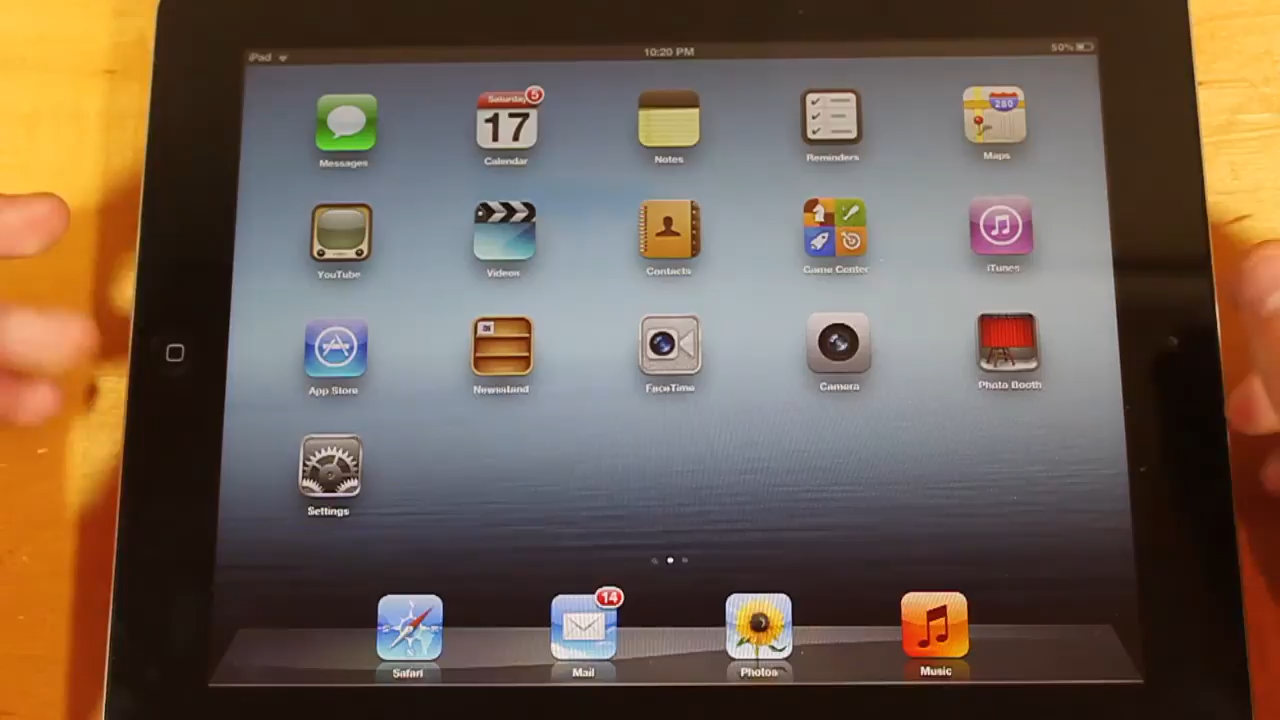 iPad 10:20 PM 50%
Saturday 5
17
280
Messages Calendar Notes Reminders Maps
YouTube Videos Contacts Game Center iTunes
App Store Newsstand FaceTime Camera Photo Booth
Settings
14
Safari Mail Photos Music